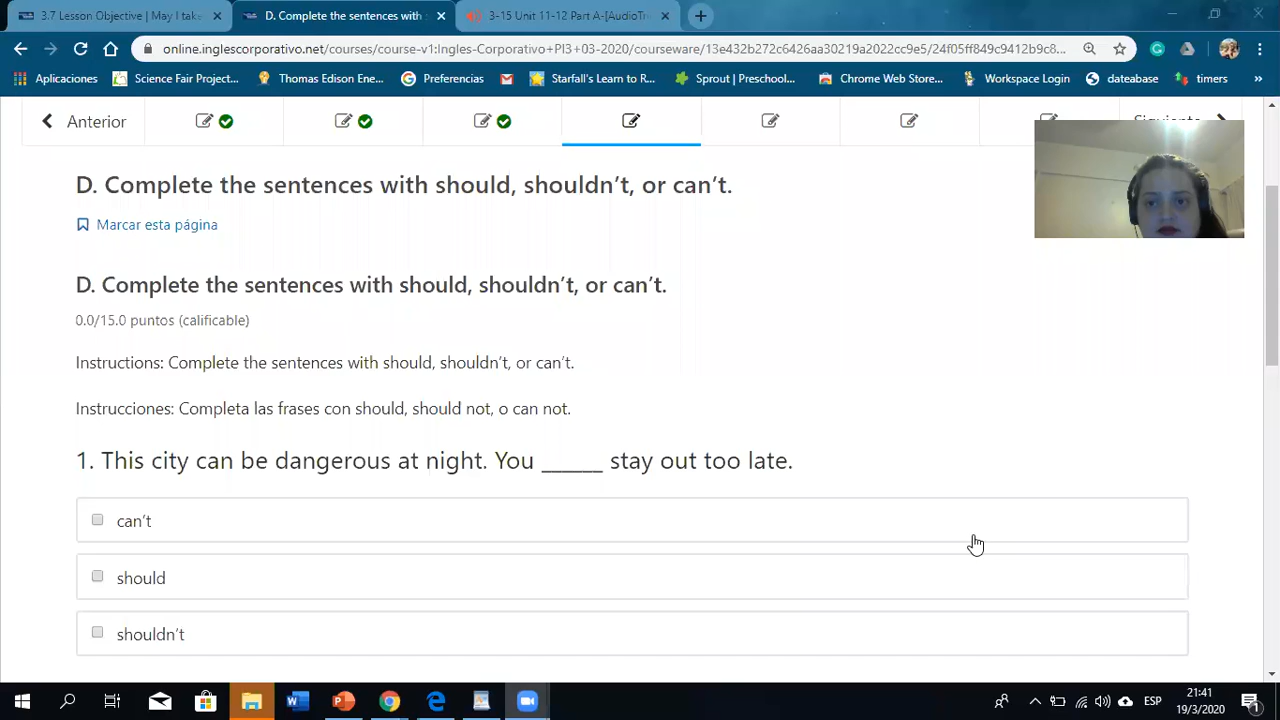 3.7 Lesson Objective | May I take
D. Complete the sentences with
3-15 Unit 11-12 Part A-[AudioTr
online.inglescorporativo.net/courses/course-v1:Ingles-Corporativo+PI3+03-2020/courseware/13e432b272c6426aa30219a2022cc9e5/24f05ff849c9412b9c8...
Aplicaciones
Science Fair Project...
Thomas Edison Ene...
Preferencias
Starfall's Learn to R...
Sprout | Preschool...
Chrome Web Store...
Workspace Login
dateabase
timers
»
Anterior
D. Complete the sentences with should, shouldn't, or can't.
Marcar esta página
D. Complete the sentences with should, shouldn't, or can't.
0.0/15.0 puntos (calificable)
Instructions: Complete the sentences with should, shouldn't, or can't.
Instrucciones: Completa las frases con should, should not, o can not.
1. This city can be dangerous at night. You ______ stay out too late.
can't
should
shouldn't
ESP
21:41
19/3/2020